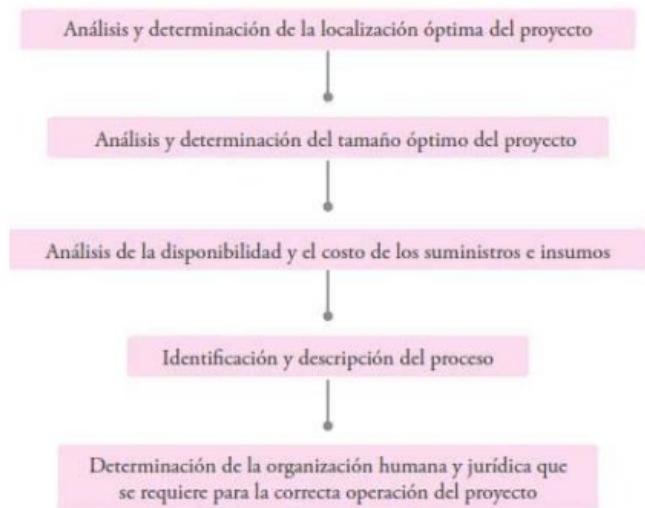 Análisis y determinación de la localización óptima del proyecto
Análisis y determinación del tamaño óptimo del proyecto
Análisis de la disponibilidad y el costo de los suministros e insumos
Identificación y descripción del proceso
Determinación de la organización humana y jurídica que
se requiere para la correcta operación del proyecto